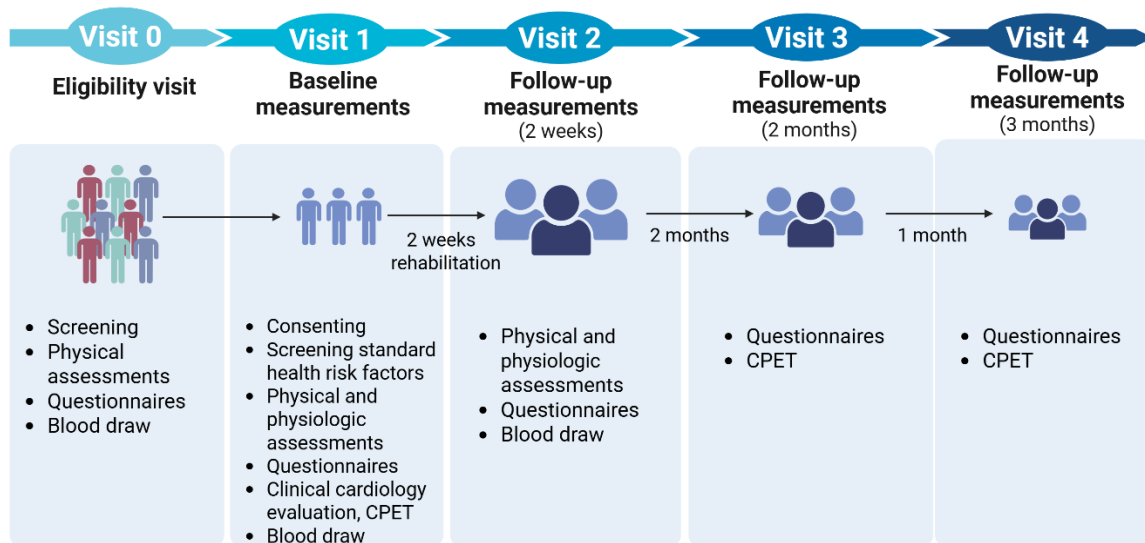 Visit 0
Visit 1
Visit 2
Visit 3
Visit 4
Eligibility visit
Baseline
measurements
Follow-up
measurements
(2 weeks)
Follow-up
measurements
(2 months)
Follow-up
measurements
(3 months)
2 weeks
rehabilitation
2 months
1 month
• Screening
• Physical
assessments
• Questionnaires
• Blood draw
• Consenting
• Screening standard
health risk factors
• Physical and
physiologic
assessments
• Questionnaires
• Clinical cardiology
evaluation, CPET
• Blood draw
• Physical and
physiologic
assessments
• Questionnaires
• Blood draw
• Questionnaires
• CPET
• Questionnaires
• CPET